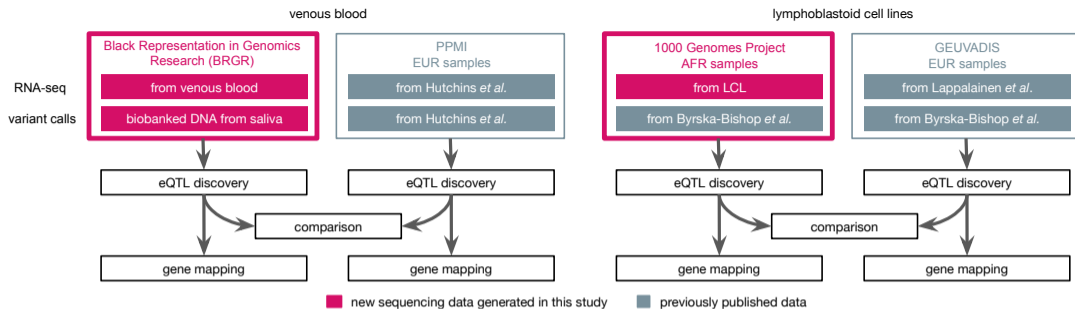 venous blood
lymphoblastoid cell lines
Black Representation in Genomics
Research (BRGR)
PPMI
EUR samples
1000 Genomes Project
AFR samples
GEUVADIS
EUR samples
RNA-seq
from venous blood
from Hutchins et al.
from LCL
from Lappalainen et al.
variant calls
biobanked DNA from saliva
from Hutchins et al.
from Byrska-Bishop et al.
from Byrska-Bishop et al.
eQTL discovery
eQTL discovery
eQTL discovery
eQTL discovery
comparison
comparison
gene mapping
gene mapping
gene mapping
gene mapping
new sequencing data generated in this study
previously published data